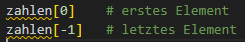 zahlen[0]    # erstes Element
zahlen[-1]   # letztes Element